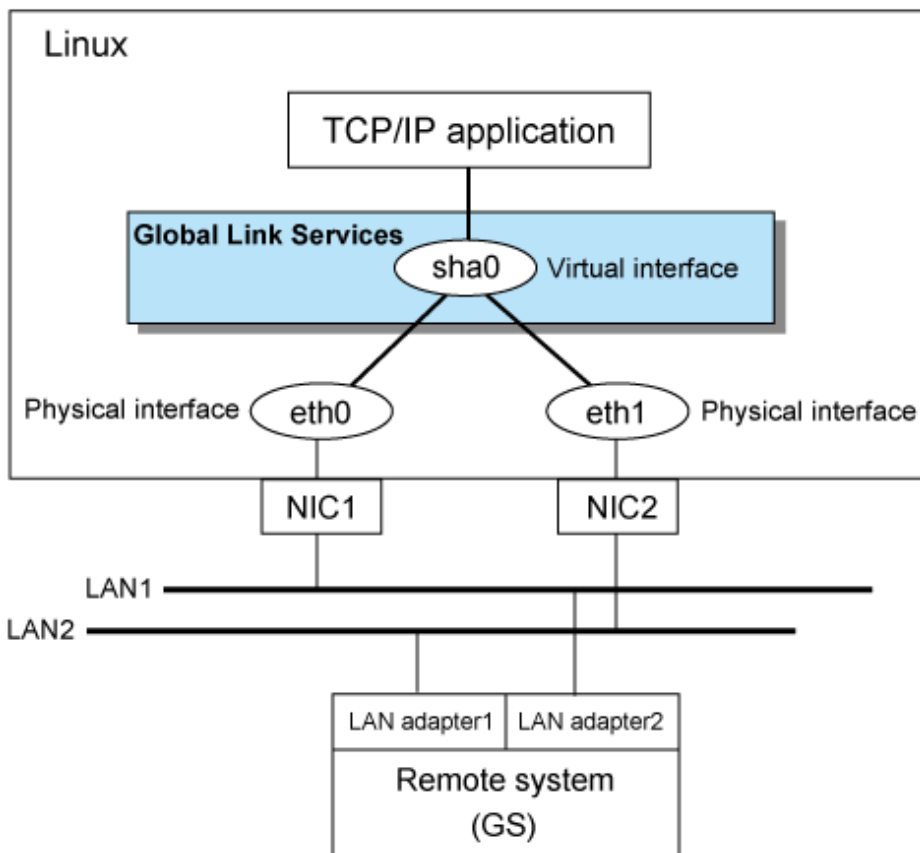 Linux
TCP/IP application
Global Link Services
sha0
Virtual interface
Physical interface
eth0
eth1
Physical interface
NIC1
NIC2
LAN1
LAN2
LAN adapter1
LAN adapter2
Remote system
(GS)